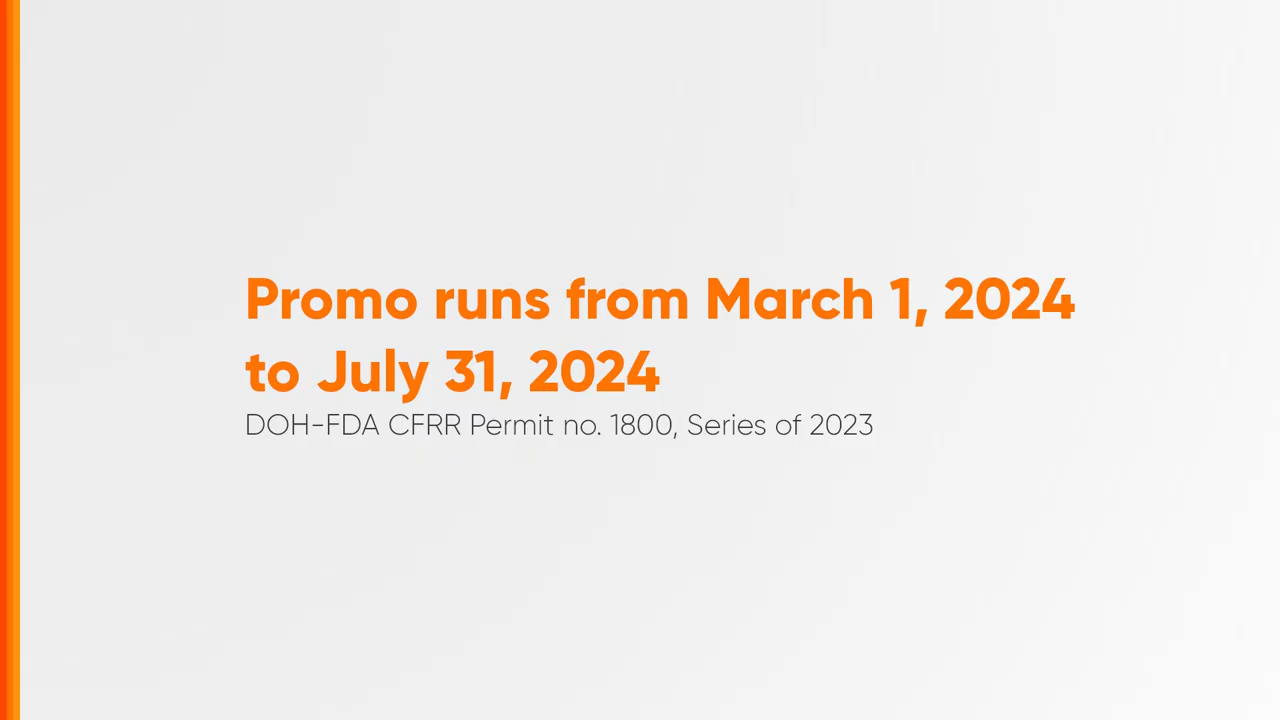 Promo runs from March 1, 2024
to July 31, 2024
DOH-FDA CFRR Permit no. 1800, Series of 2023